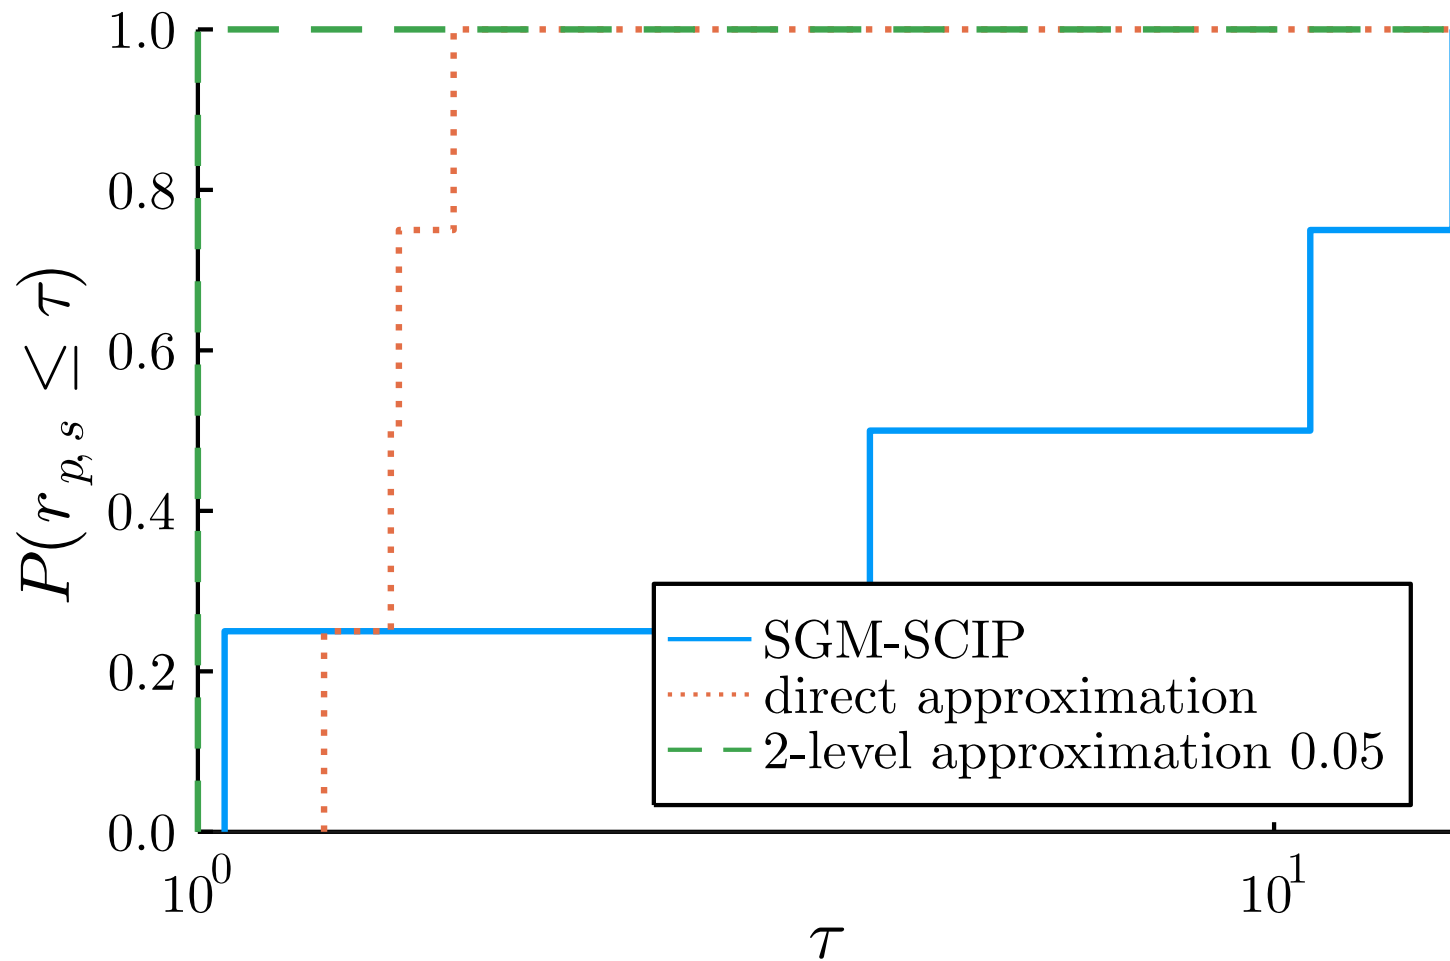 1.0
0.8
0.6
0.4
0.2
0.0
P(r_{p,s} ≤ τ)
SGM-SCIP
direct approximation
2-level approximation 0.05
10^0
10^1
τ